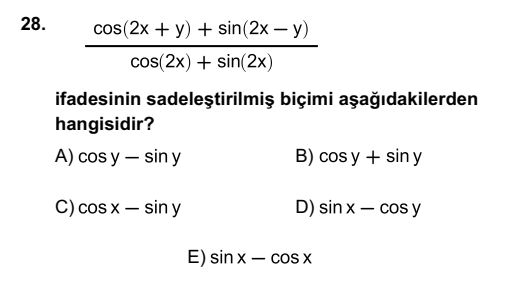 28. cos(2x + y) + sin(2x – y)
cos(2x) + sin(2x)
ifadesinin sadeleştirilmiş biçimi aşağıdakilerden
hangisidir?
A) cos y – sin y B) cos y + sin y
C) cos x – sin y D) sin x – cos y
E) sin x – cos x